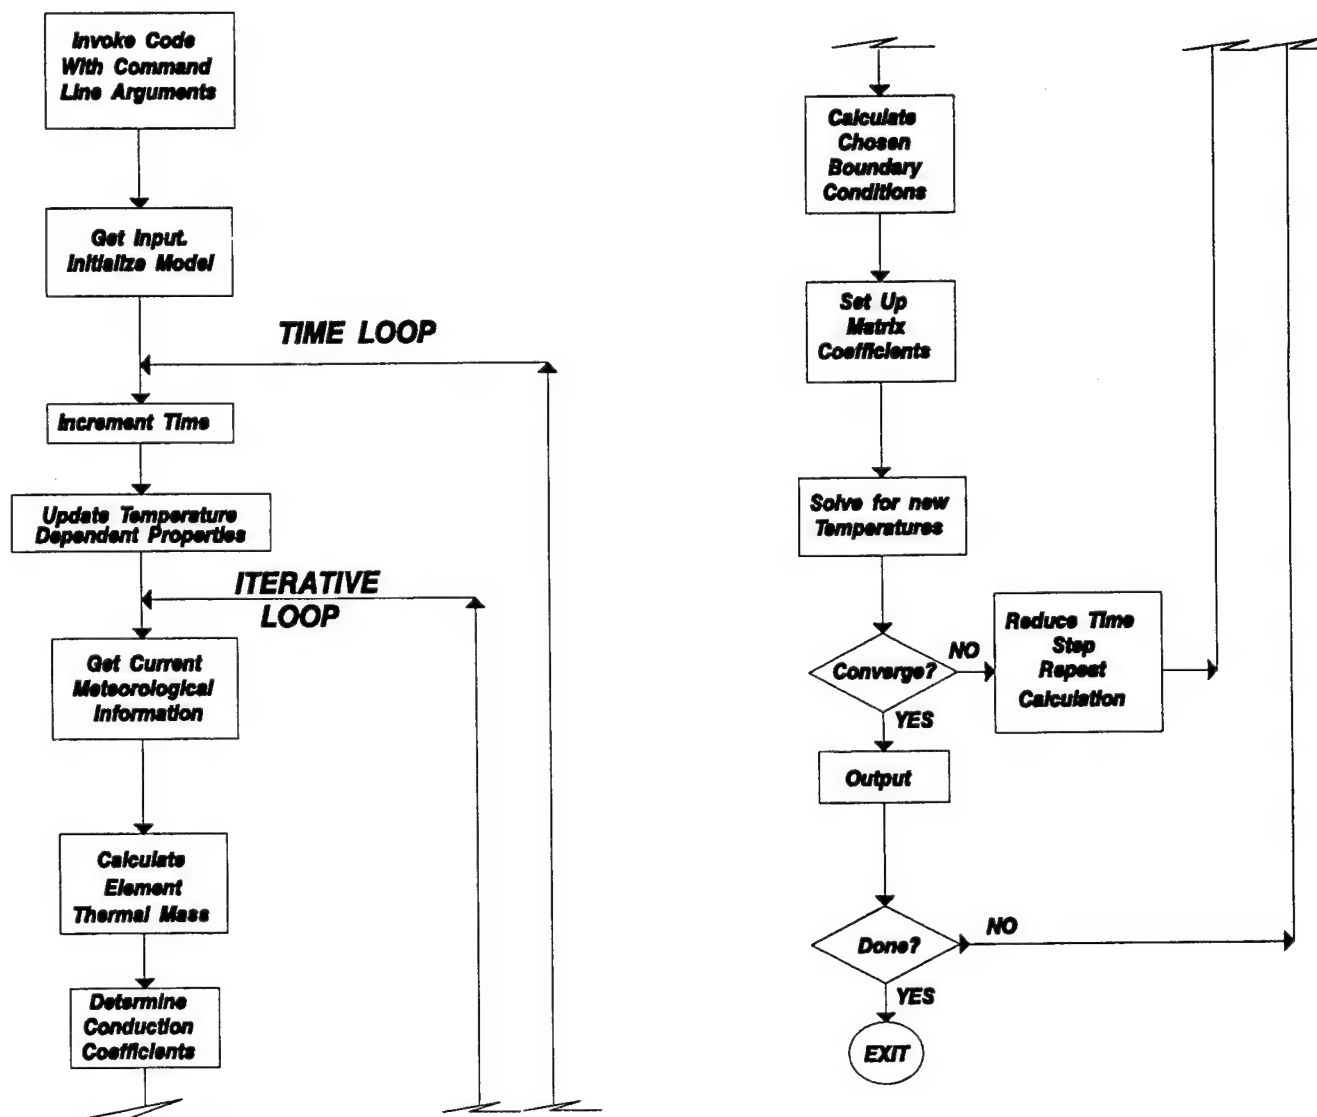 Invoke Code
With Command
Line Arguments
Get Input.
Initialize Model
TIME LOOP
Increment Time
Update Temperature
Dependent Properties
ITERATIVE
LOOP
Get Current
Meteorological
Information
Calculate
Element
Thermal Mass
Determine
Conduction
Coefficients
Calculate
Chosen
Boundary
Conditions
Set Up
Matrix
Coefficients
Solve for new
Temperatures
Converge?
NO
Reduce Time
Step
Repeat
Calculation
YES
Output
Done?
NO
YES
EXIT